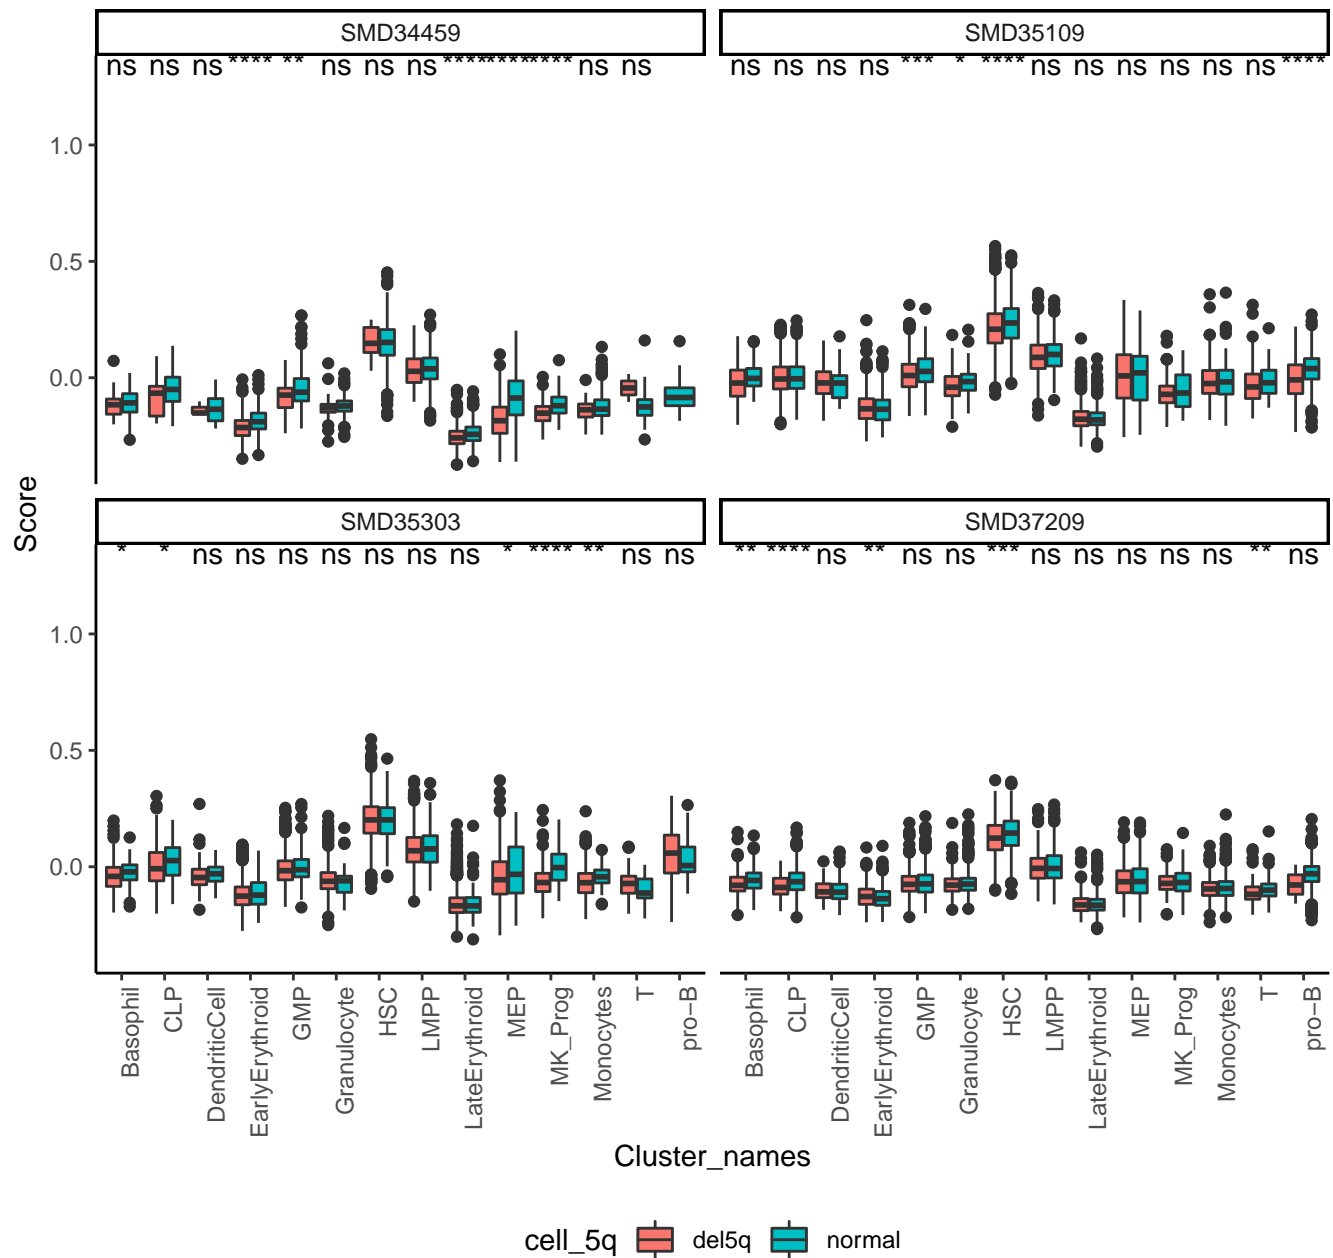 SMD34459
SMD35109
ns ns ns **** ** ns ns ns **** **** **** ns ns
ns ns ns ns *** * **** ns ns ns ns ns ns ****
1.0
0.5
0.0
Score
SMD35303
SMD37209
* * ns ns ns ns ns ns ns * **** ** ns ns
** **** ns ** ns ns *** ns ns ns ns ns ** ns
1.0
0.5
0.0
Basophil
CLP
DendriticCell
EarlyErythroid
GMP
Granulocyte
HSC
LMPP
LateErythroid
MEP
MK_Prog
Monocytes
T
pro−B
Basophil
CLP
DendriticCell
EarlyErythroid
GMP
Granulocyte
HSC
LMPP
LateErythroid
MEP
MK_Prog
Monocytes
T
pro−B
Cluster_names
cell_5q del5q normal